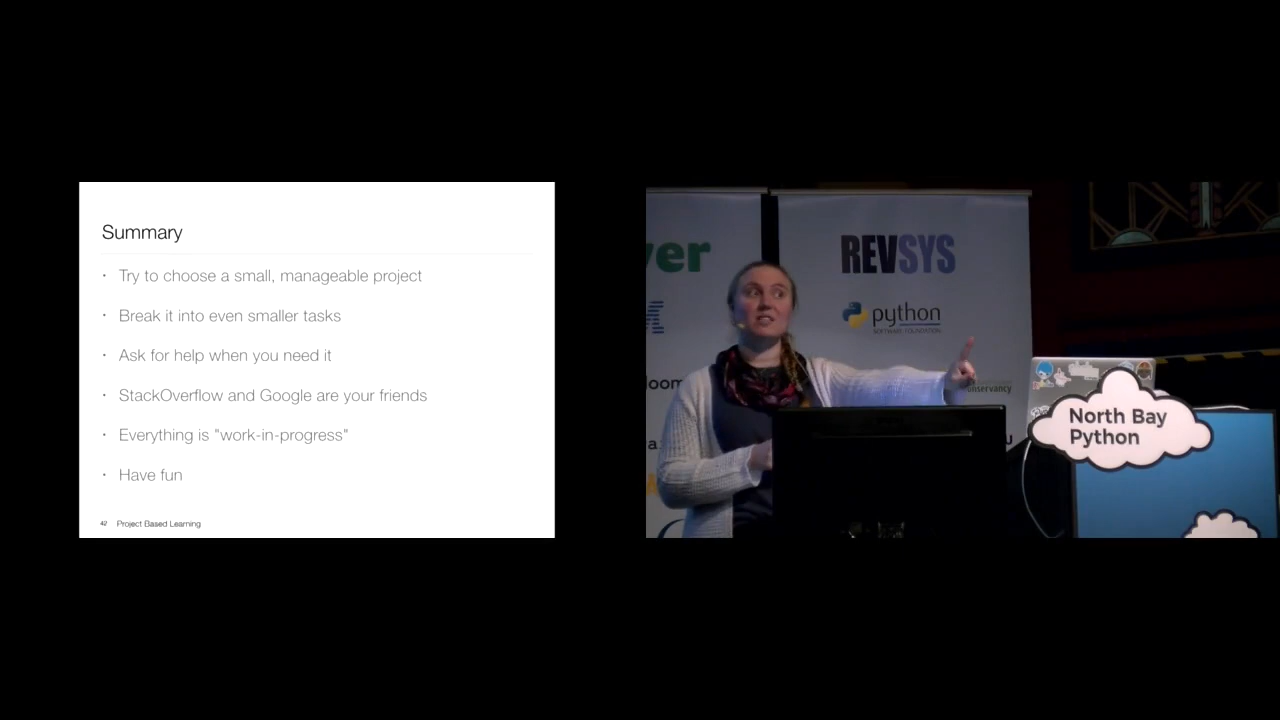 Summary
· Try to choose a small, manageable project
· Break it into even smaller tasks
· Ask for help when you need it
· StackOverflow and Google are your friends
· Everything is "work-in-progress"
· Have fun
42 Project Based Learning
ver
REVSYS
python
SOFTWARE FOUNDATION
loom
onservancy
North Bay
Python